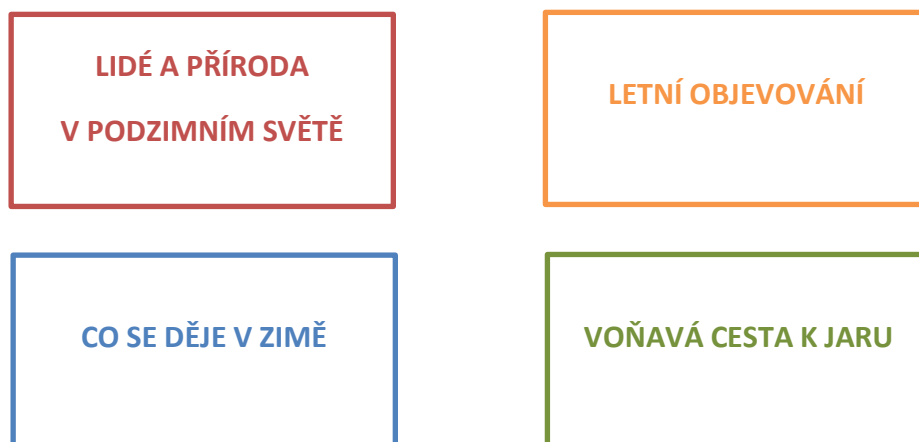 LIDÉ A PŘÍRODA
V PODZIMNÍM SVĚTĚ
LETNÍ OBJEVOVÁNÍ
CO SE DĚJE V ZIMĚ
VOŇAVÁ CESTA K JARU